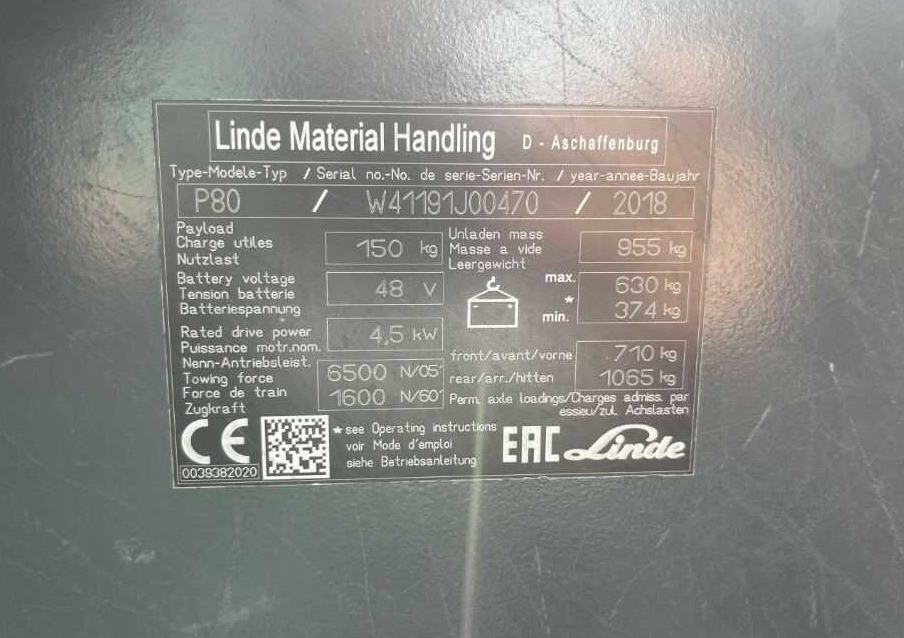 Linde Material Handling D - Aschaffenburg
Type-Modele-Typ / Serial no.-No. de serie-Serien-Nr. / year-annee-Baujahr
P80 / W41191J00470 / 2018
Payload
Charge utiles
Nutzlast
150 kg
Unladen mass
Masse a vide
Leergewicht
955 kg
Battery voltage
Tension batterie
Batteriespannung
48 V
max. 630 kg
*
min. 374 kg
Rated drive power
Puissance motr.nom.
Nenn-Antriebsleist.
4,5 kW
front/avant/vorne 710 kg
rear/arr./hitten 1065 kg
Towing force
Force de train
Zugkraft
6500 N/05'
1600 N/60'
Perm. axle loadings/Charges admiss. par
essieu/zul. Achslasten
CE
0039382020
* see Operating instructions
voir Mode d'emploi
siehe Betriebsanleitung
EAC Linde